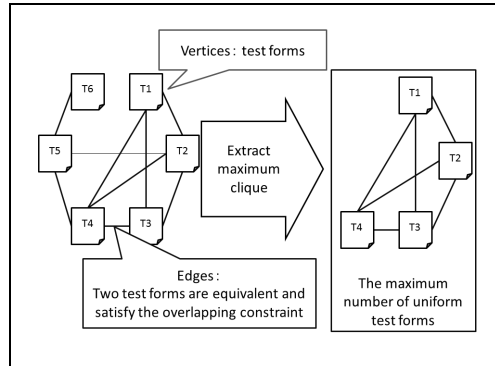 Vertices : test forms
T6
T1
T5
T2
T4
T3
Extract
maximum
clique
Edges :
Two test forms are equivalent and
satisfy the overlapping constraint
T1
T2
T4
T3
The maximum
number of uniform
test forms